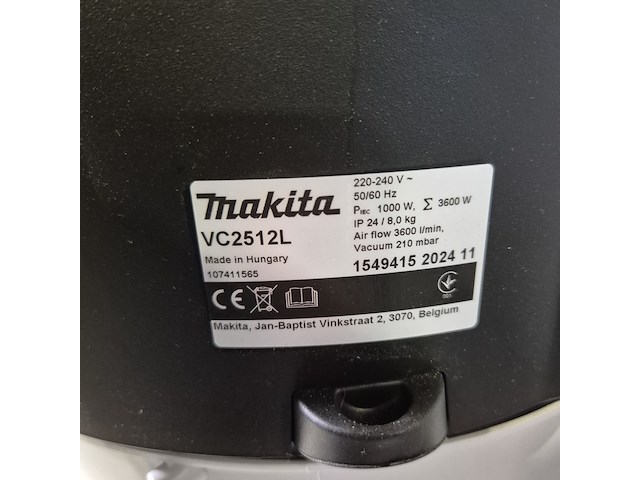 makita
VC2512L
Made in Hungary
107411565
220-240 V ~
50/60 Hz
PIEC 1000 W, Σ 3600 W
IP 24 / 8,0 kg
Air flow 3600 l/min,
Vacuum 210 mbar
1549415 2024 11
CE
Makita, Jan-Baptist Vinkstraat 2, 3070, Belgium